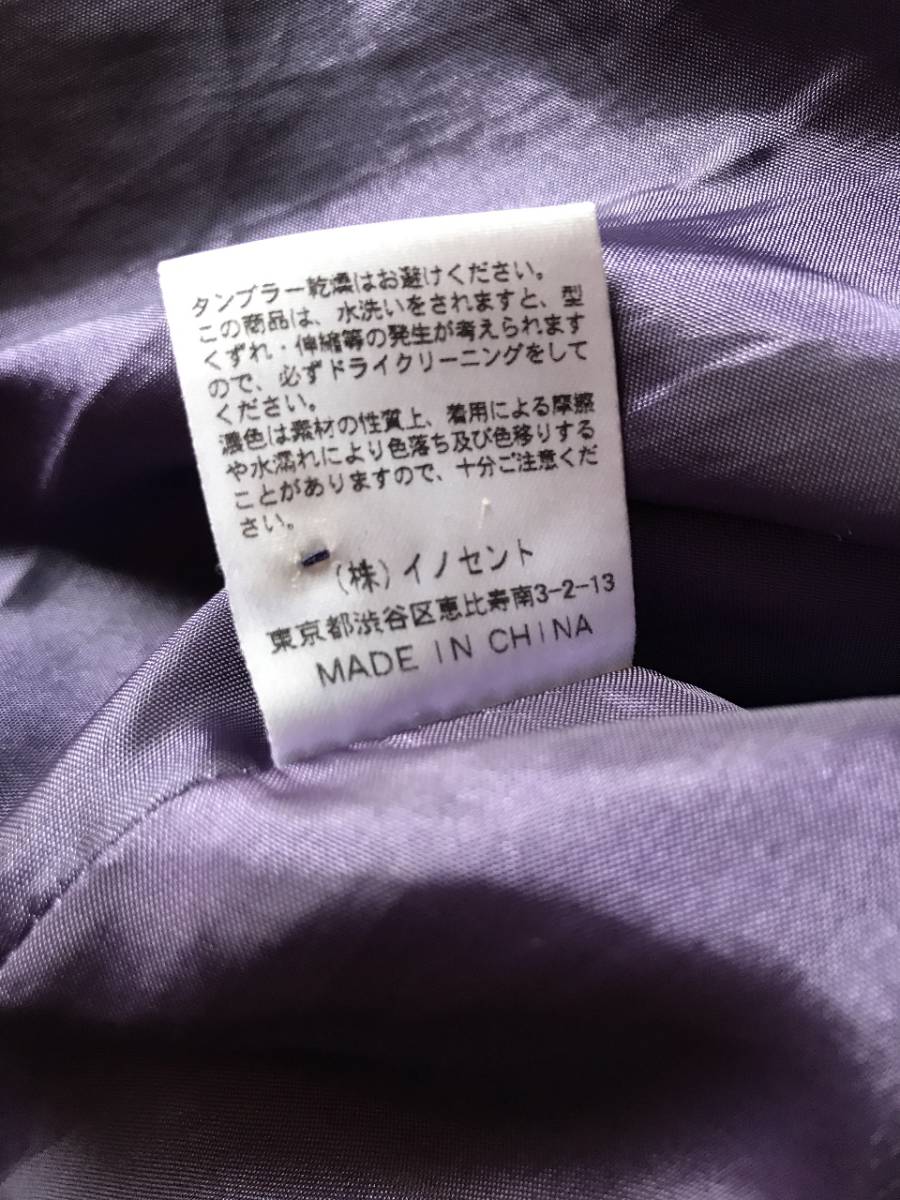 タンブラー乾燥はお避けください。
この商品は、水洗いをされますと、型
くずれ・伸縮等の発生が考えられます
ので、必ずドライクリーニングをして
ください。
濃色は素材の性質上、着用による摩擦
や水濡れにより色落ち及び色移りする
ことがありますので、十分ご注意くだ
さい。
(株)イノセント
東京都渋谷区恵比寿南3-2-13
MADE IN CHINA